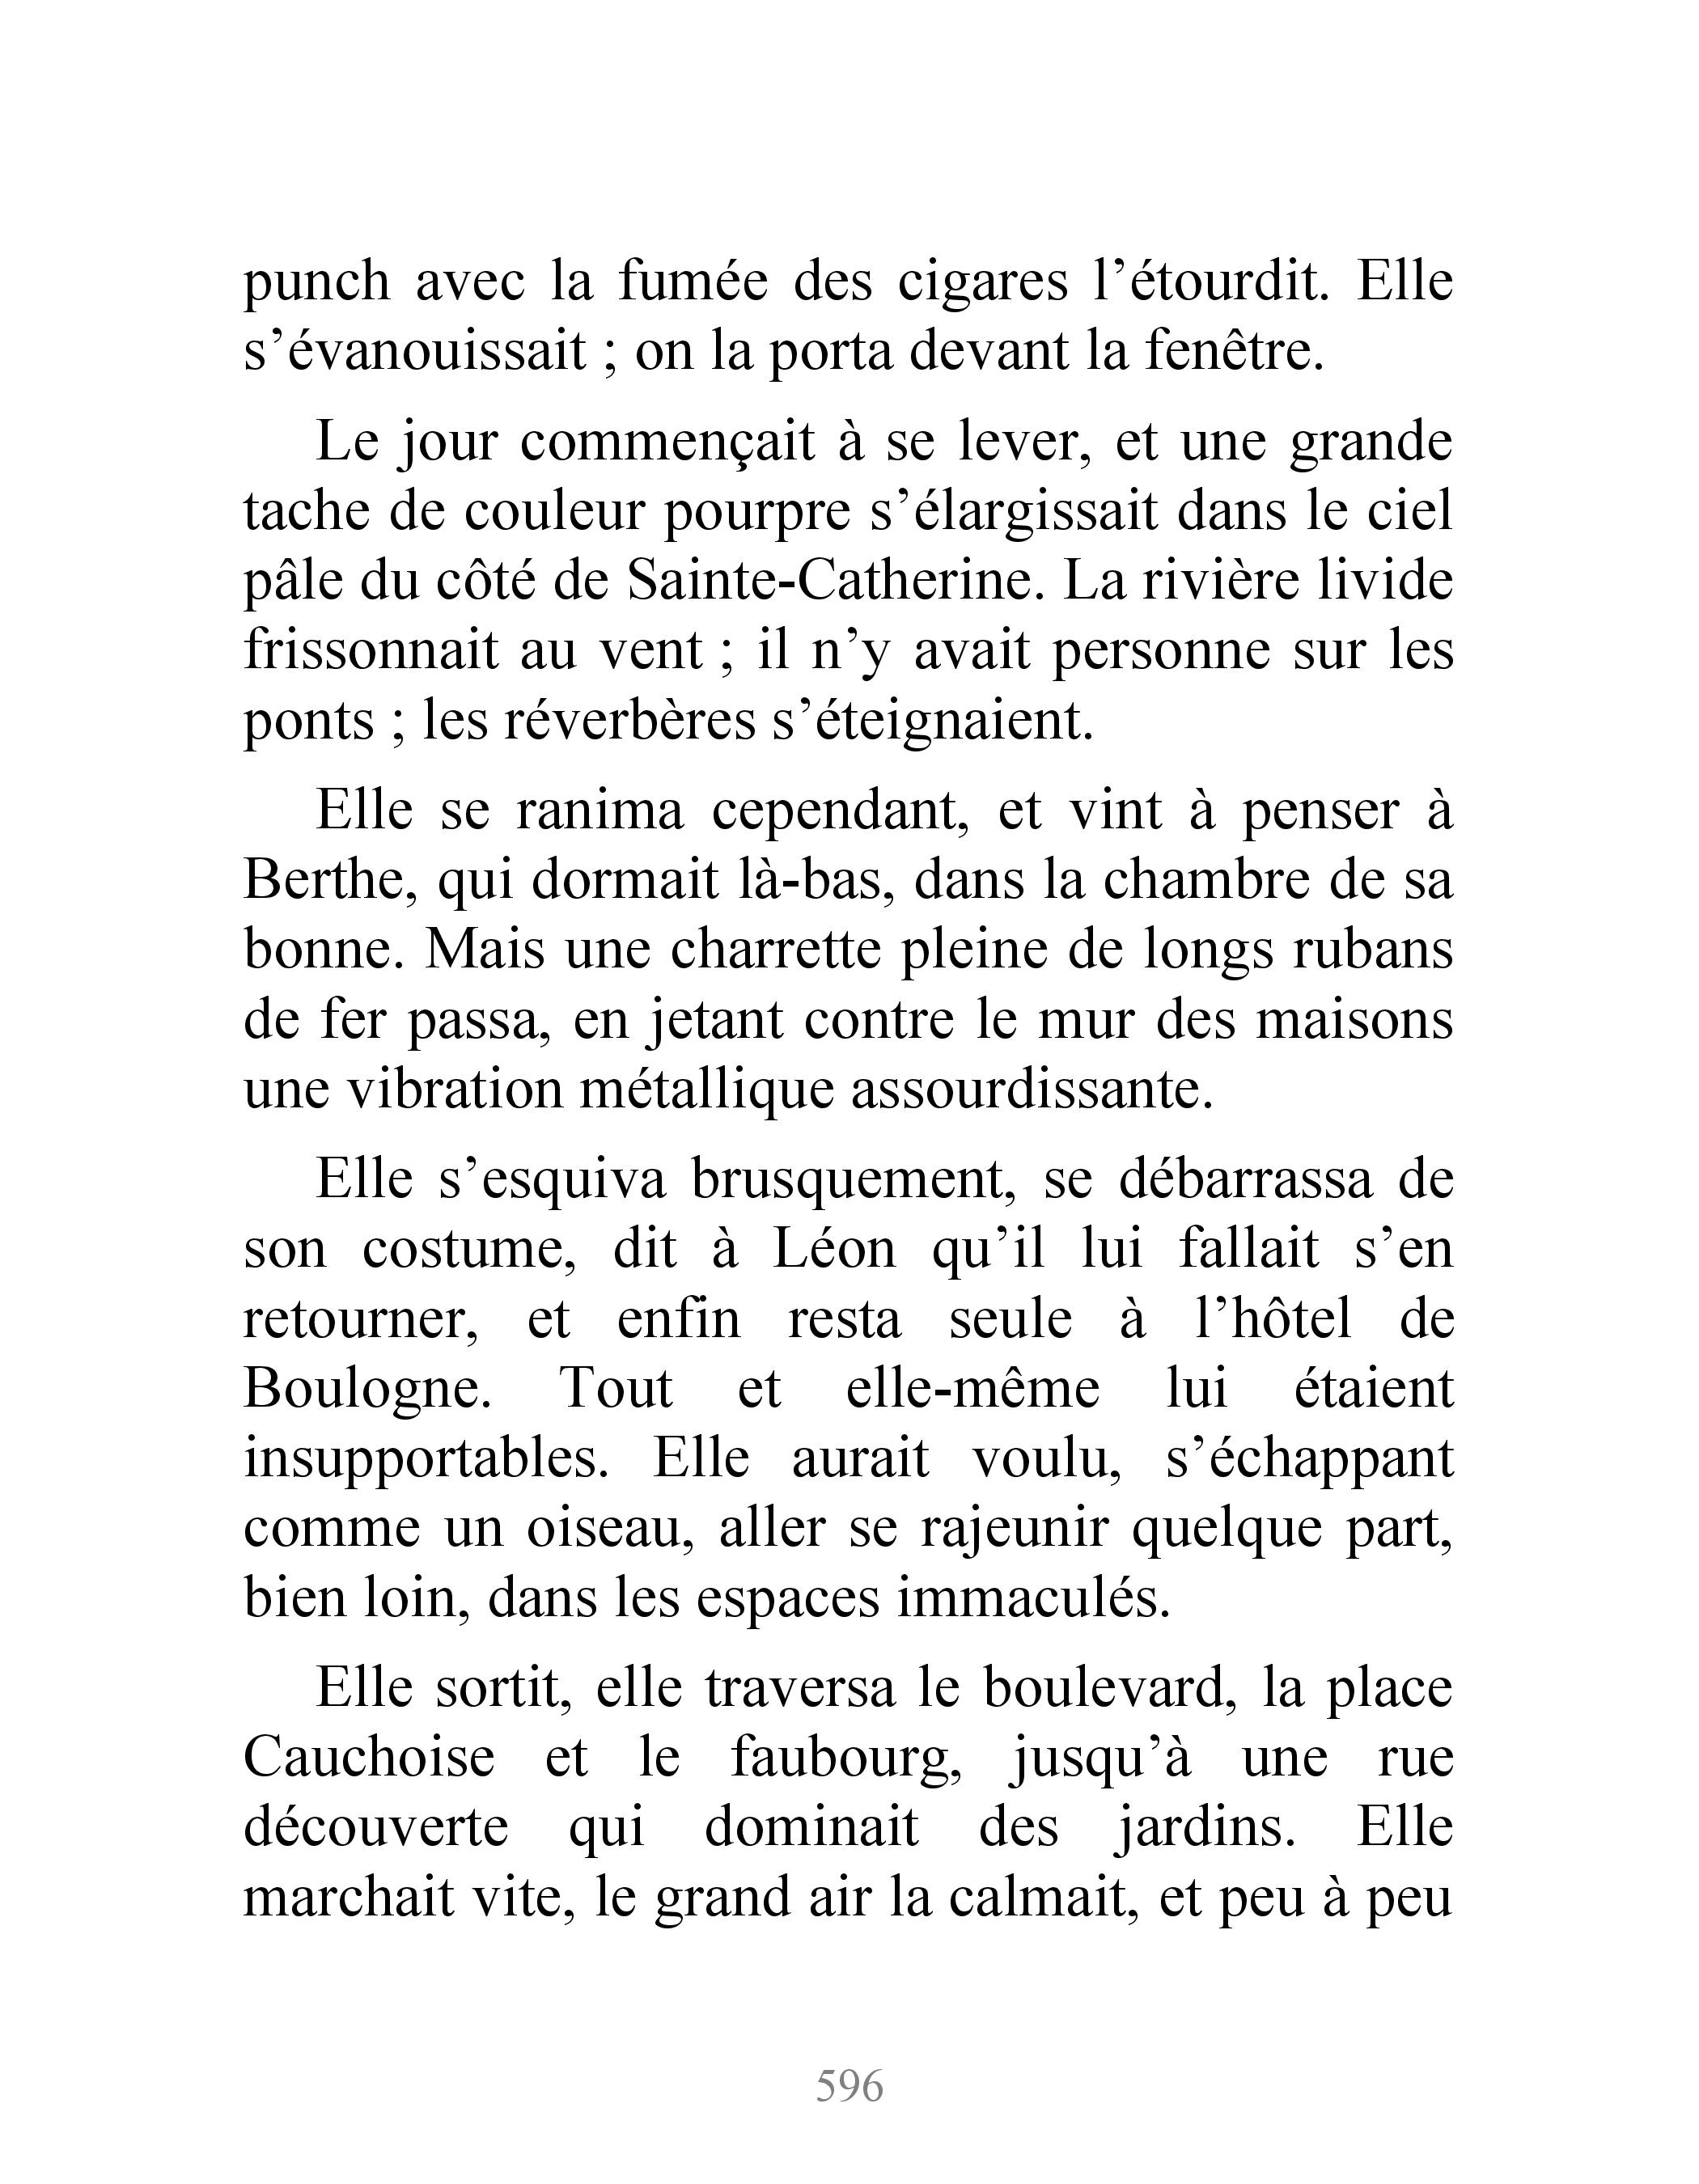 punch avec la fumée des cigares l’étourdit. Elle
s’évanouissait ; on la porta devant la fenêtre.
Le jour commençait à se lever, et une grande
tache de couleur pourpre s’élargissait dans le ciel
pâle du côté de Sainte-Catherine. La rivière livide
frissonnait au vent ; il n’y avait personne sur les
ponts ; les réverbères s’éteignaient.
Elle se ranima cependant, et vint à penser à
Berthe, qui dormait là-bas, dans la chambre de sa
bonne. Mais une charrette pleine de longs rubans
de fer passa, en jetant contre le mur des maisons
une vibration métallique assourdissante.
Elle s’esquiva brusquement, se débarrassa de
son costume, dit à Léon qu’il lui fallait s’en
retourner, et enfin resta seule à l’hôtel de
Boulogne. Tout et elle-même lui étaient
insupportables. Elle aurait voulu, s’échappant
comme un oiseau, aller se rajeunir quelque part,
bien loin, dans les espaces immaculés.
Elle sortit, elle traversa le boulevard, la place
Cauchoise et le faubourg, jusqu’à une rue
découverte qui dominait des jardins. Elle
marchait vite, le grand air la calmait, et peu à peu
596